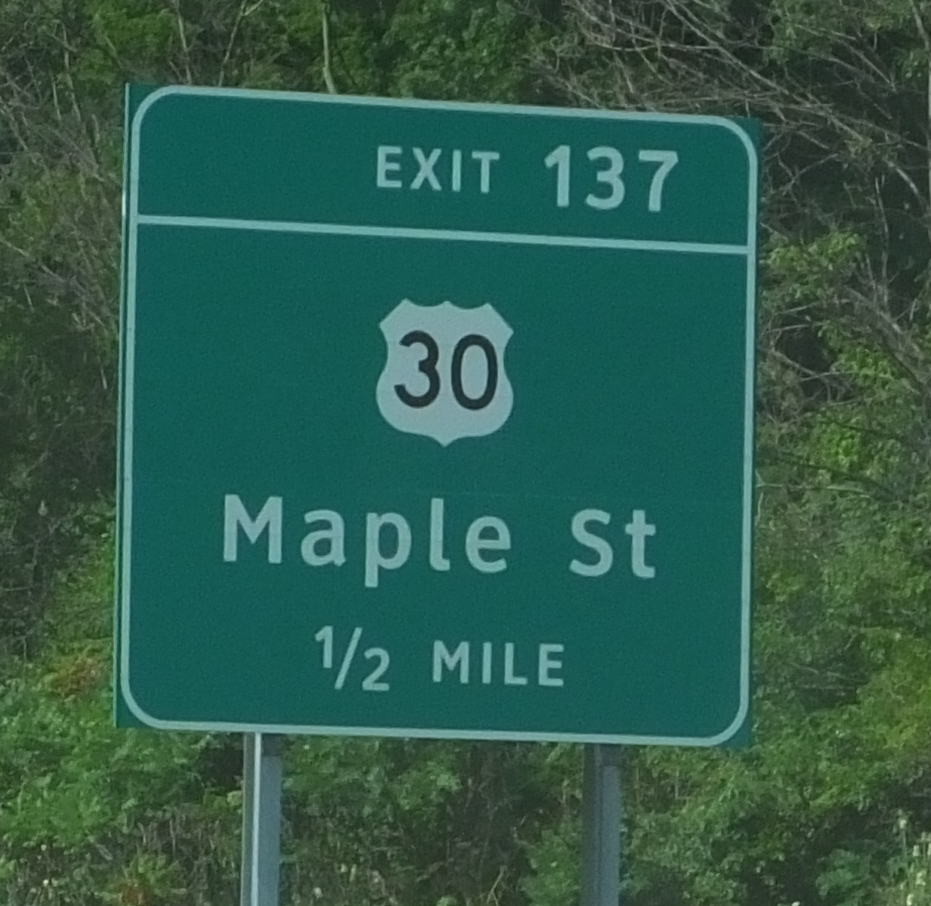 EXIT 137
30
Maple St
1/2 MILE